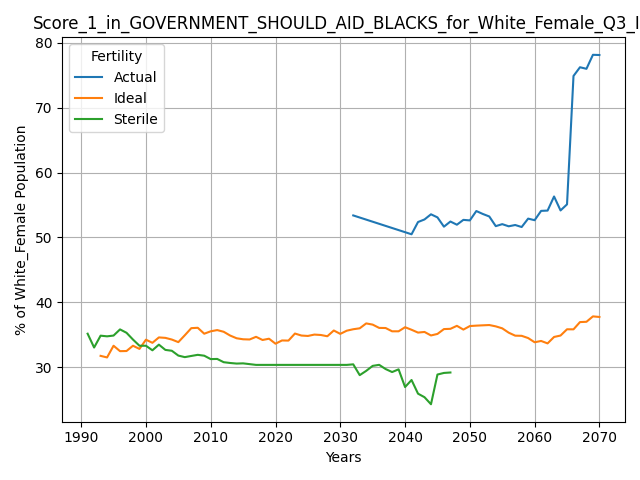 Score_1_in_GOVERNMENT_SHOULD_AID_BLACKS_for_White_Female_Q3_I
Fertility
Actual
Ideal
Sterile
% of White_Female Population
80
70
60
50
40
30
1990 2000 2010 2020 2030 2040 2050 2060 2070
Years